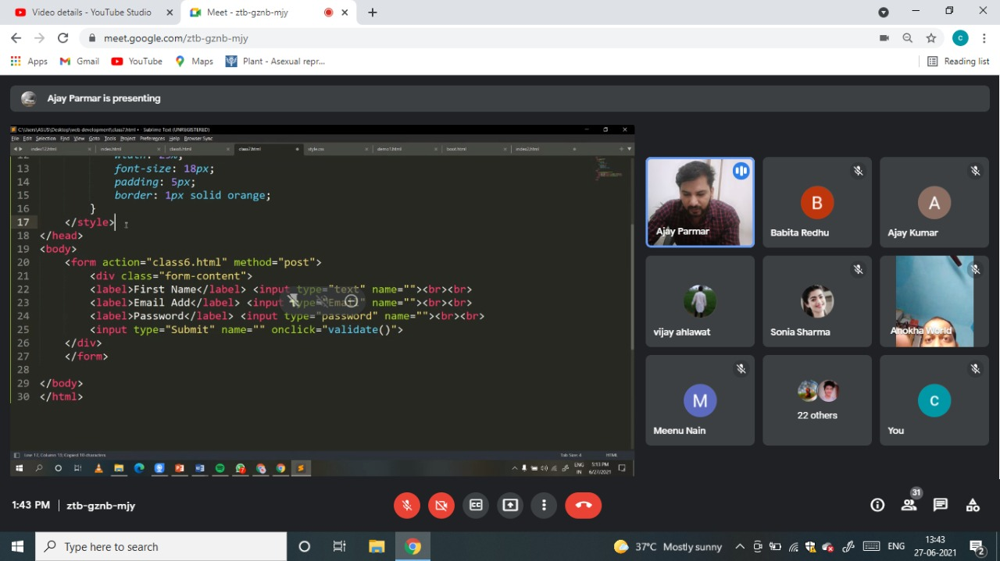 Video details - YouTube Studio
Meet - ztb-gznb-mjy
meet.google.com/ztb-gznb-mjy
C
Apps
Gmail
YouTube
Maps
Plant - Asexual repr...
Reading list
Ajay Parmar is presenting
C:\Users\ASUS\Desktop\web development\class7.html • Sublime Text (UNREGISTERED)
File Edit Selection Find View Goto Tools Project Preferences Help Browser Sync
index12.html
index.html
class6.html
class7.html
style.css
demo1.html
boot.html
index2.html
13 font-size: 18px;
14 padding: 5px;
15 border: 1px solid orange;
16 }
17 </style>
18 </head>
19 <body>
20 <form action="class6.html" method="post">
21 <div class="form-content">
22 <label>First Name</label> <input type="text" name=""><br><br>
23 <label>Email Add</label> <input type="Email" name=""><br><br>
24 <label>Password</label> <input type="password" name=""><br><br>
25 <input type="Submit" name="" onclick="validate()">
26 </div>
27 </form>
28
29 </body>
30 </html>
Tab Size: 4
HTML
ENG
IN
5:13 PM
6/27/2021
Ajay Parmar
B
Babita Redhu
A
Ajay Kumar
vijay ahlawat
Sonia Sharma
Anokha World
M
Meenu Nain
22 others
C
You
1:43 PM | ztb-gznb-mjy
31
Type here to search
37°C Mostly sunny
ENG
13:43
27-06-2021
2